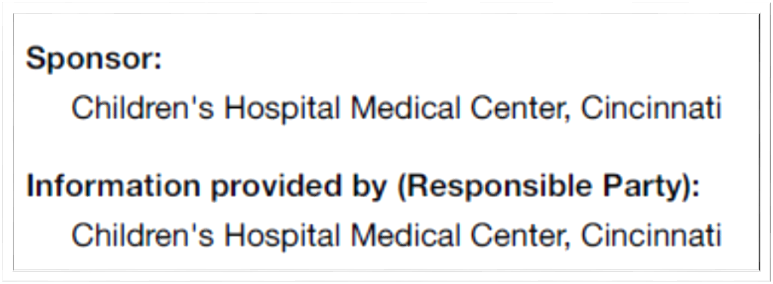 Sponsor:
Children's Hospital Medical Center, Cincinnati
Information provided by (Responsible Party):
Children's Hospital Medical Center, Cincinnati